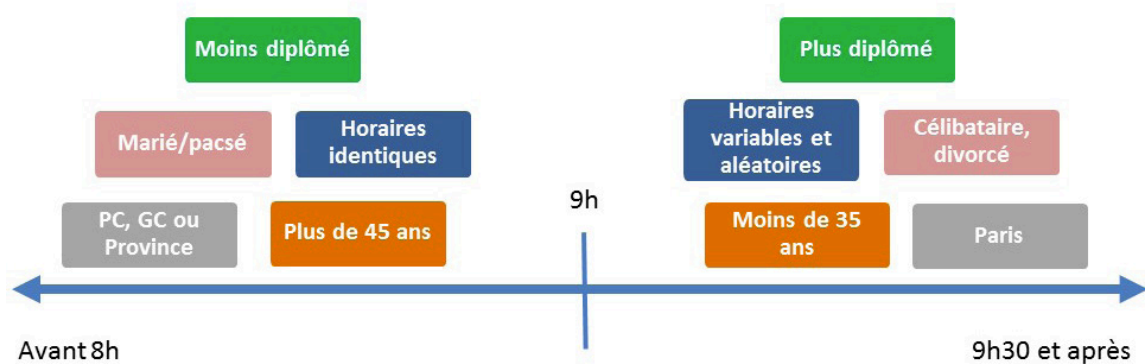 Moins diplômé
Plus diplômé
Marié/pacsé
Horaires
identiques
Horaires
variables et
aléatoires
Célibataire,
divorcé
PC, GC ou
Province
Plus de 45 ans
9h
Moins de 35
ans
Paris
Avant 8h
9h30 et après